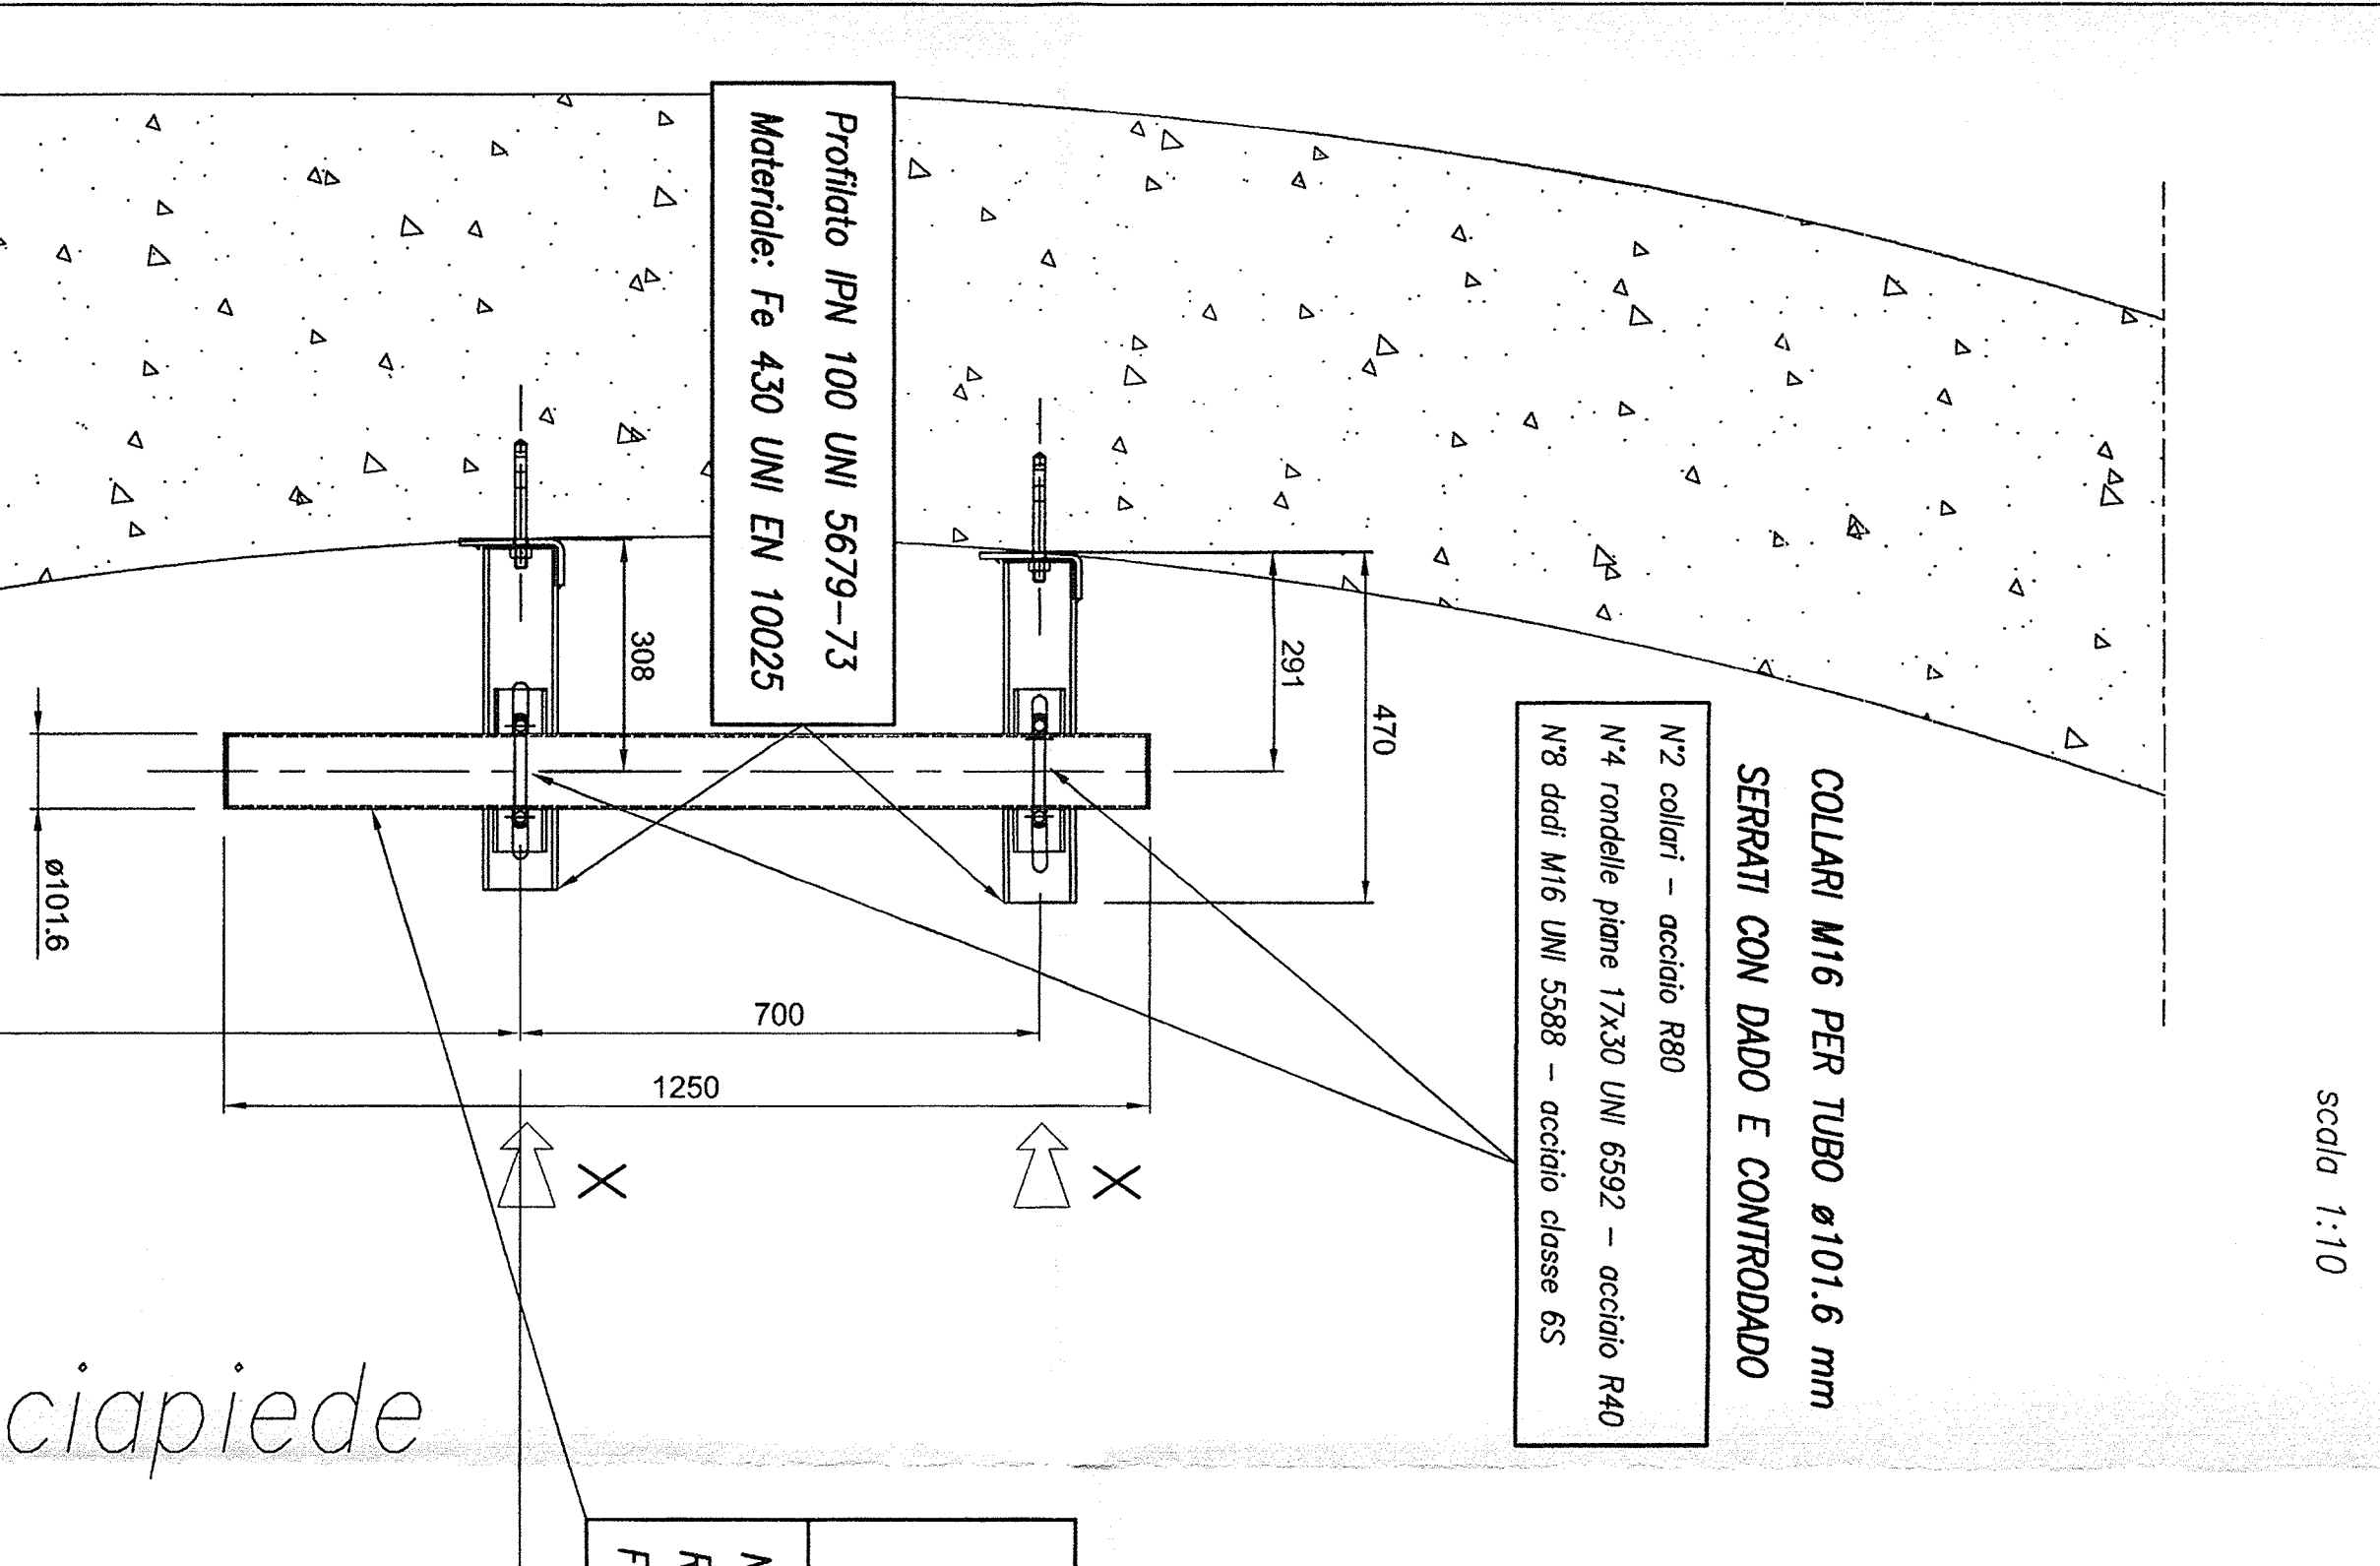 scala 1:10
COLLARI M16 PER TUBO ø101.6 mm
SERRATI CON DADO E CONTRODADO
N°2 collari - acciaio R80
N°4 rondelle piane 17x30 UNI 6592 - acciaio R40
N°8 dadi M16 UNI 5588 - acciaio classe 6S
Profilato IPN 100 UNI 5679-73
Materiale: Fe 430 UNI EN 10025
470
291
308
ø101.6
700
1250
X
X
ciapiede
N
R
F